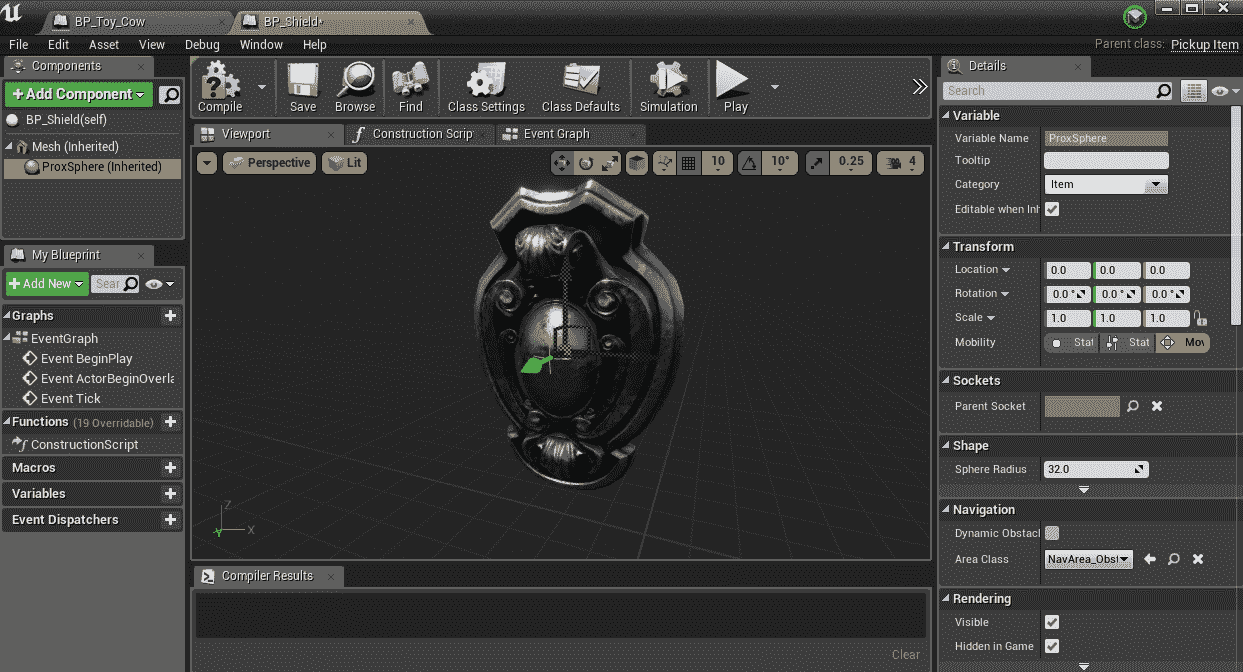 BP_Toy_Cow
BP_Shield*
File Edit Asset View Debug Window Help
Parent class: Pickup Item
Components
+Add Component
BP_Shield(self)
Mesh (Inherited)
ProxSphere (Inherited)
My Blueprint
+Add New
Sear
Graphs
EventGraph
Event BeginPlay
Event ActorBeginOverla
Event Tick
Functions (19 Overridable)
ConstructionScript
Macros
Variables
Event Dispatchers
Compile
Save
Browse
Find
Class Settings
Class Defaults
Simulation
Play
Viewport
Construction Scrip
Event Graph
Perspective
Lit
10
10°
0.25
4
Z
X
Y
Compiler Results
Clear
Details
Search
Variable
Variable Name ProxSphere
Tooltip
Category Item
Editable when Inh
Transform
Location 0.0 0.0 0.0
Rotation 0.0 ° 0.0 ° 0.0 °
Scale 1.0 1.0 1.0
Mobility Stat Stat Mov
Sockets
Parent Socket
Shape
Sphere Radius 32.0
Navigation
Dynamic Obstacl
Area Class NavArea_Obst
Rendering
Visible
Hidden in Game